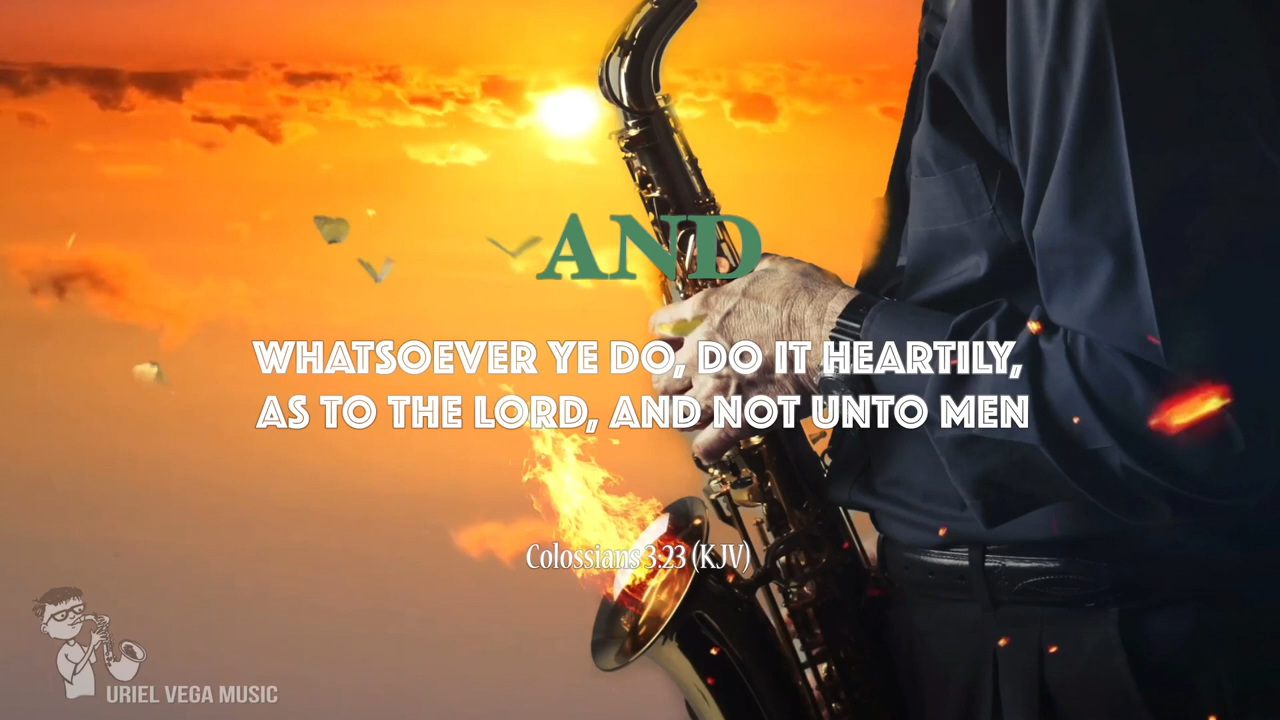 AND
WHATSOEVER YE DO, DO IT HEARTILY,
AS TO THE LORD, AND NOT UNTO MEN
Colossians 3:23 (KJV)
URIEL VEGA MUSIC